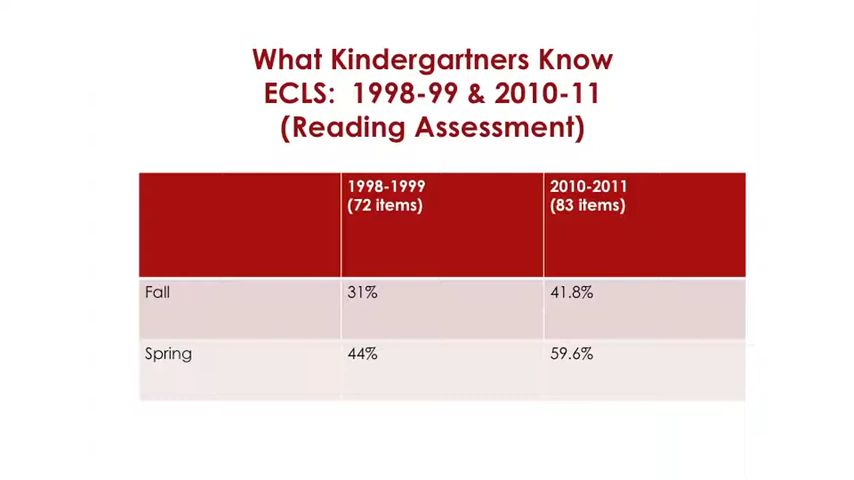 What Kindergartners Know
ECLS: 1998-99 & 2010-11
(Reading Assessment)
1998-1999
(72 items)
2010-2011
(83 items)
Fall
31%
41.8%
Spring
44%
59.6%